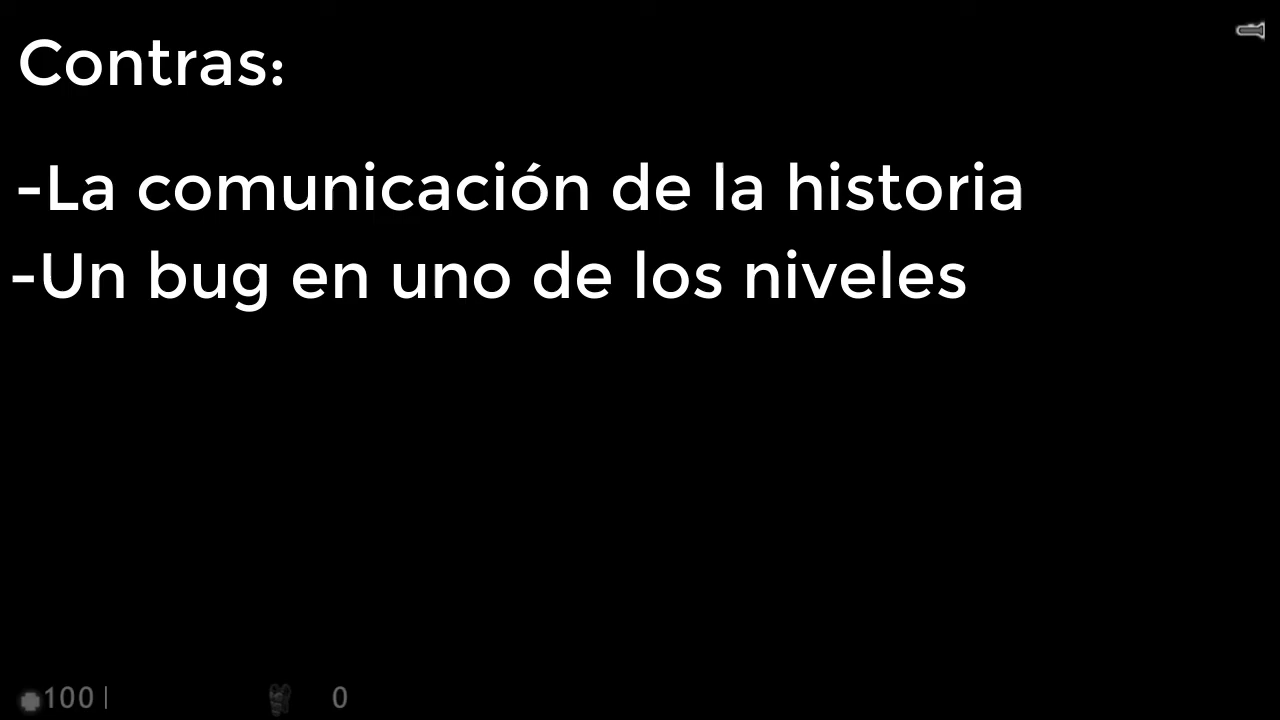 Contras:
-La comunicación de la historia
-Un bug en uno de los niveles
100 | 0